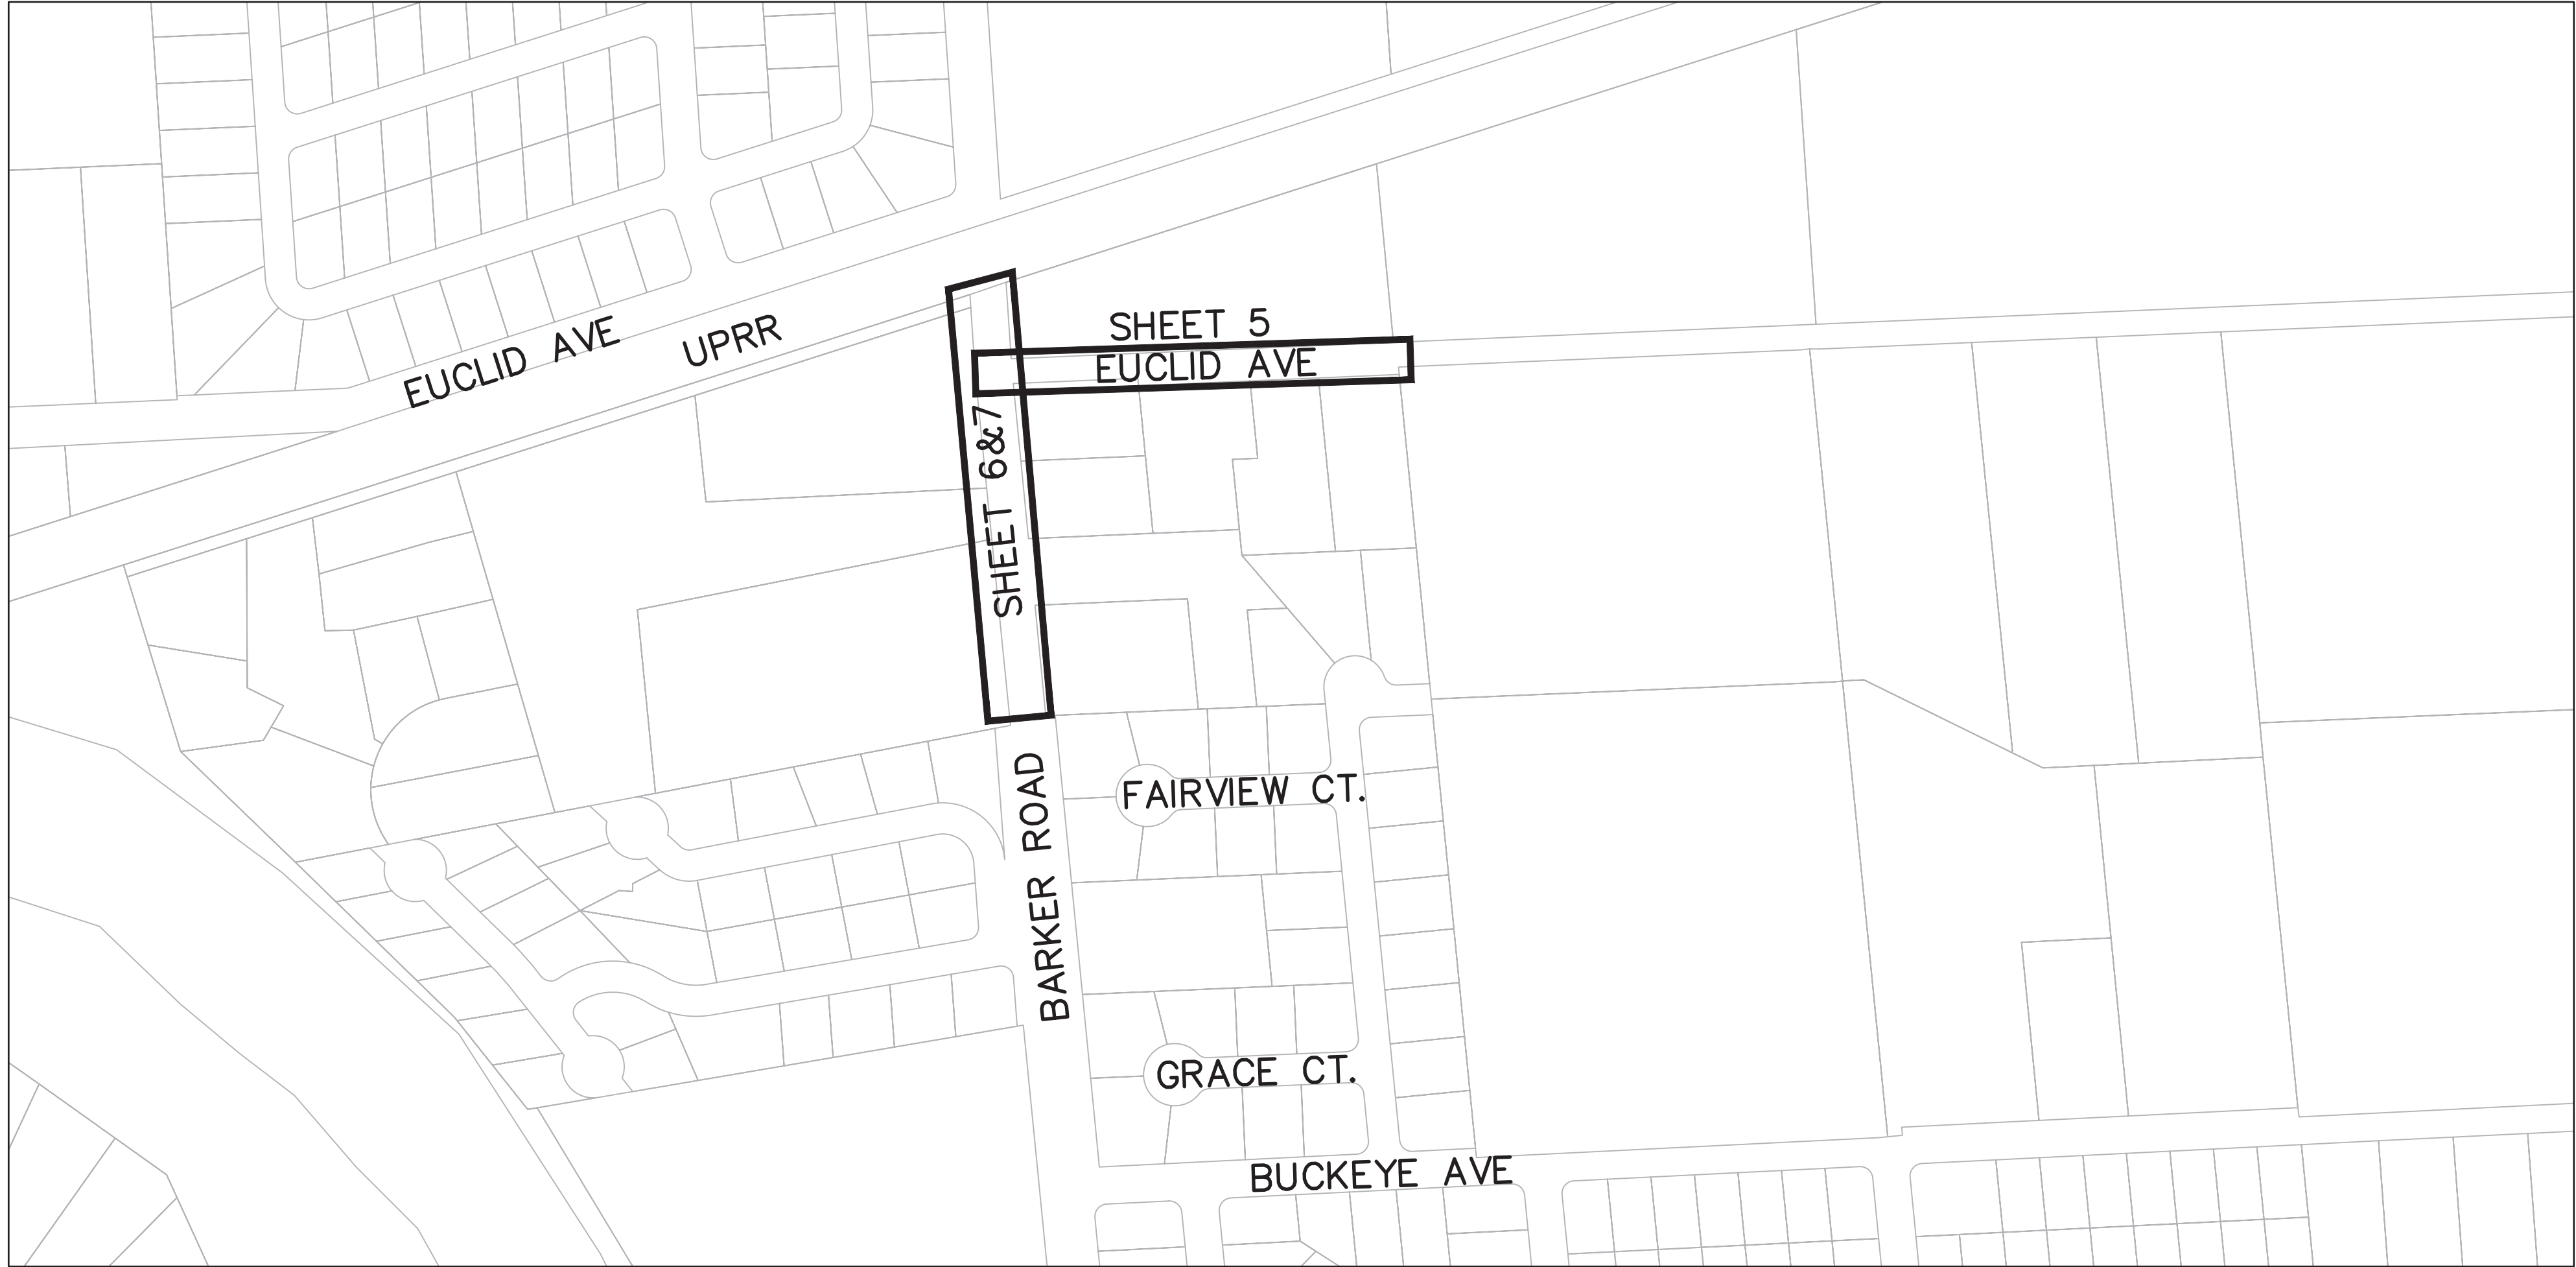 SHEET 5
EUCLID AVE
EUCLID AVE
UPRR
SHEET 6&7
BARKER ROAD
FAIRVIEW CT.
GRACE CT.
BUCKEYE AVE